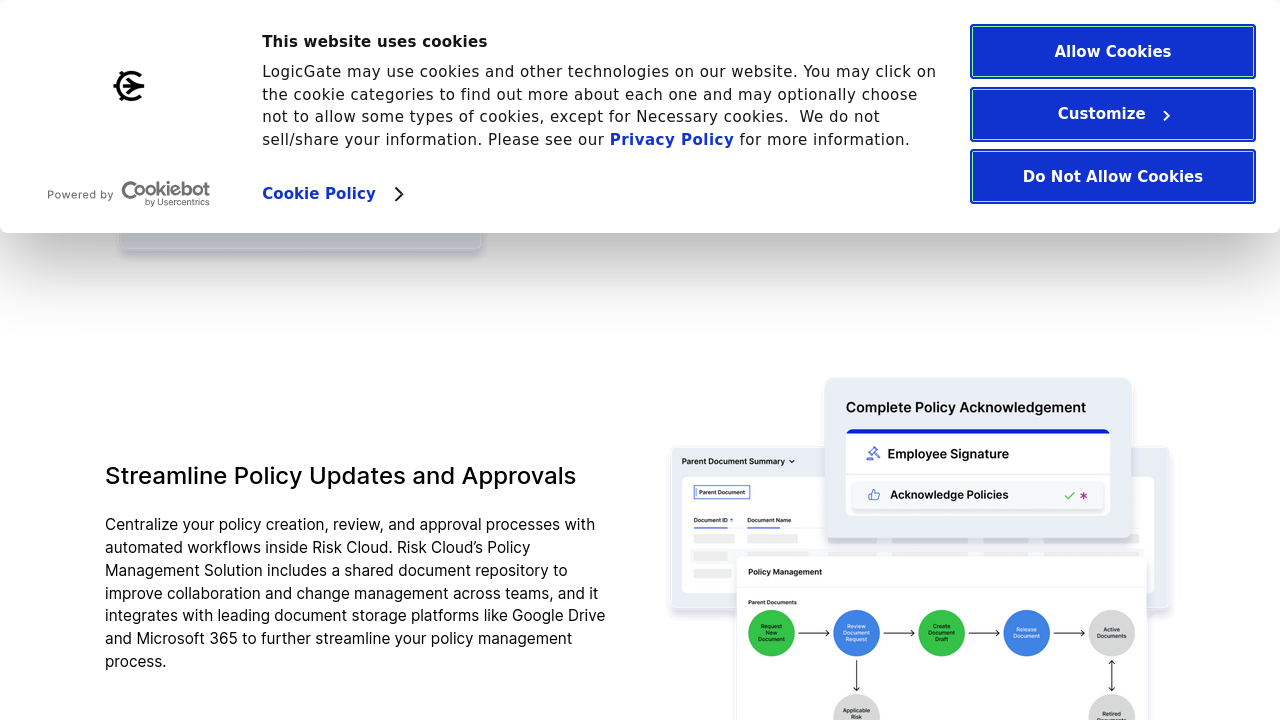 This website uses cookies
LogicGate may use cookies and other technologies on our website. You may click on
the cookie categories to find out more about each one and may optionally choose
not to allow some types of cookies, except for Necessary cookies.  We do not
sell/share your information. Please see our Privacy Policy for more information.
Cookie Policy
Powered by Cookiebot
by Usercentrics
Allow Cookies
Customize
Do Not Allow Cookies
Streamline Policy Updates and Approvals
Centralize your policy creation, review, and approval processes with
automated workflows inside Risk Cloud. Risk Cloud’s Policy
Management Solution includes a shared document repository to
improve collaboration and change management across teams, and it
integrates with leading document storage platforms like Google Drive
and Microsoft 365 to further streamline your policy management
process.
Complete Policy Acknowledgement
Employee Signature
Acknowledge Policies
Parent Document Summary
Parent Document
Document ID
Document Name
Policy Management
Parent Documents
Request
New
Document
Review
Document
Request
Create
Document
Draft
Release
Document
Active
Documents
Applicable
Risk
Retired
Documents